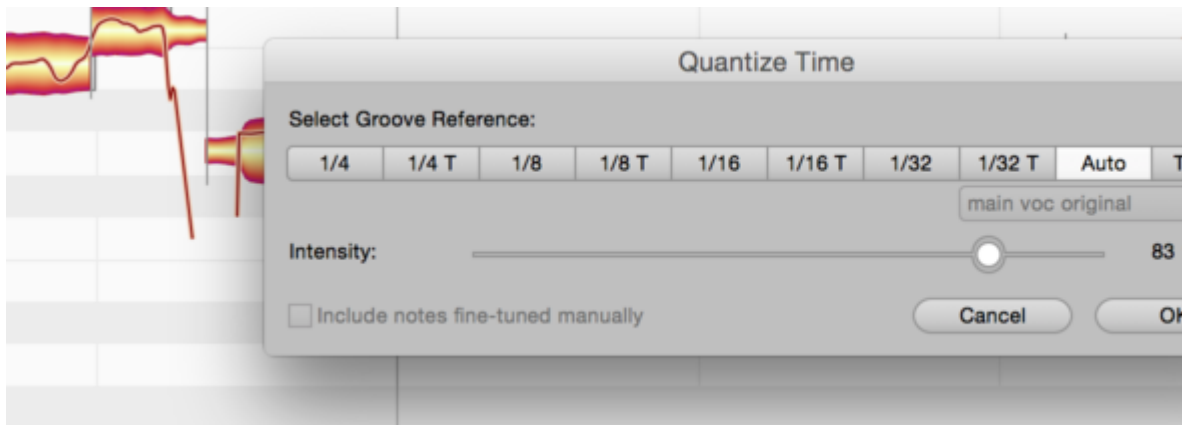 Quantize Time
Select Groove Reference:
1/4 1/4 T 1/8 1/8 T 1/16 1/16 T 1/32 1/32 T Auto T
main voc original
Intensity: 83
Include notes fine-tuned manually Cancel OK